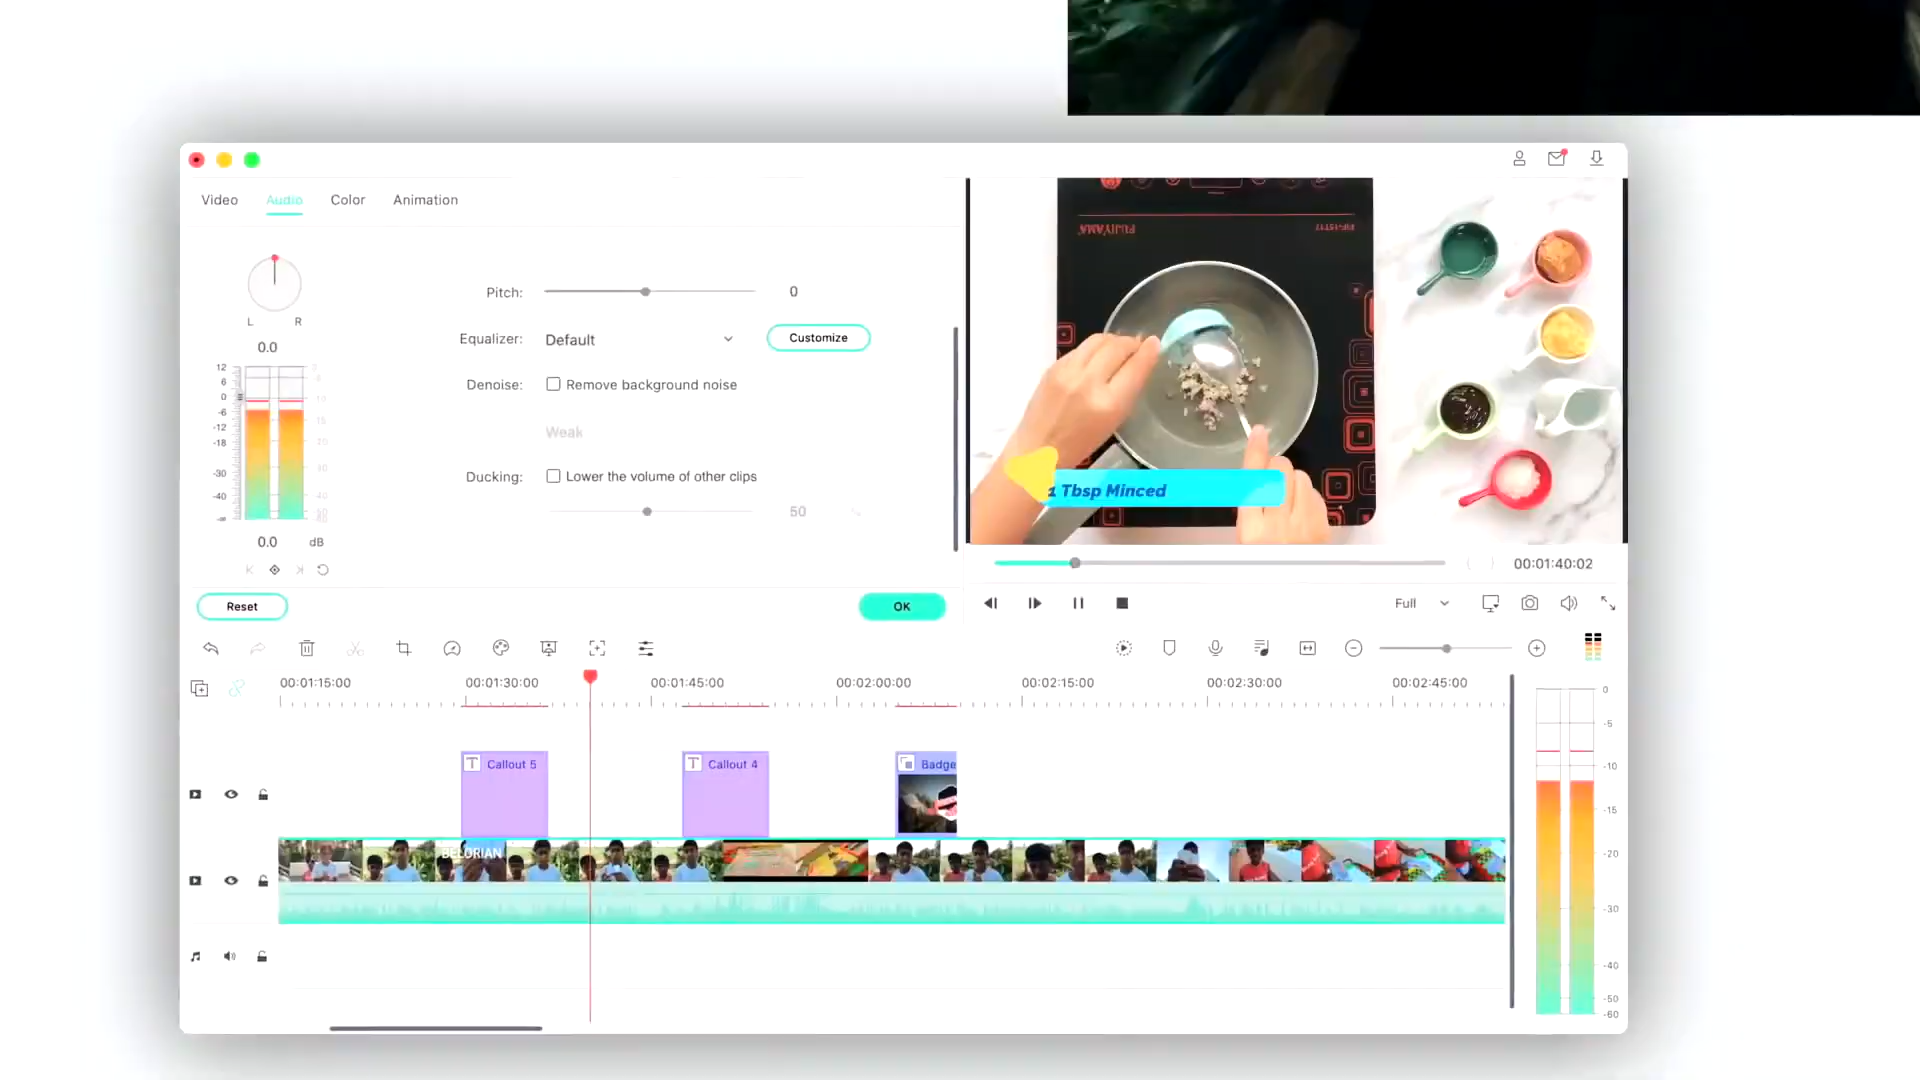 Video Audio Color Animation
L R
0.0
12
6
0
-6
-12
-18
-30
-40
-∞
0.0 dB
Pitch: 0
Equalizer: Default Customize
Denoise: Remove background noise
Weak
Ducking: Lower the volume of other clips
50
Reset OK
FUJIYAMA
1 Tbsp Minced
00:01:40:02
Full
00:01:15:00 00:01:30:00 00:01:45:00 00:02:00:00 00:02:15:00 00:02:30:00 00:02:45:00
T Callout 5 T Callout 4 Badge
BELORIAN
0
-5
-10
-15
-20
-30
-40
-50
-60